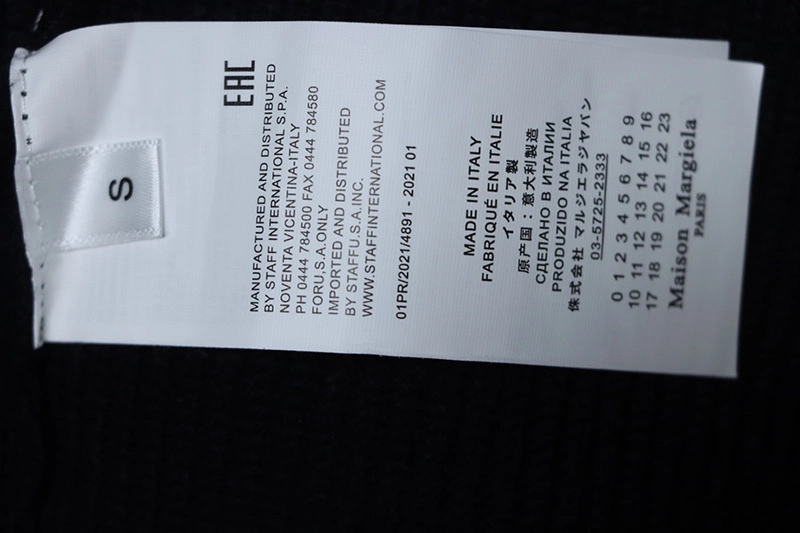 S
EAC
MANUFACTURED AND DISTRIBUTED
BY STAFF INTERNATIONAL S.P.A.
NOVENTA VICENTINA-ITALY
PH 0444 784500 FAX 0444 784580
FORU,S.A.ONLY
IMPORTED AND DISTRIBUTED
BY STAFFU.S.A.INC.
WWW.STAFFINTERNATIONAL.COM
01PR/2021/4891 - 2021 01
MADE IN ITALY
FABRIQUÉ EN ITALIE
イタリア製
原产国：意大利製造
СДЕЛАНО В ИТАЛИИ
PRODUZIDO NA ITALIA
侏式会社 マルジエラジヤバン
03-5725-2333
0 1 2 3 4 5 6 7 8 9
10 11 12 13 14 15 16
17 18 19 20 21 22 23
Maison Margiela
PARIS